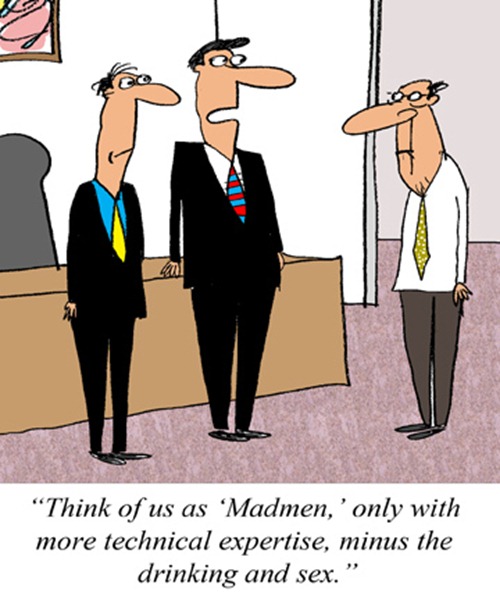 “Think of us as ‘Madmen,’ only with
more technical expertise, minus the
drinking and sex.”